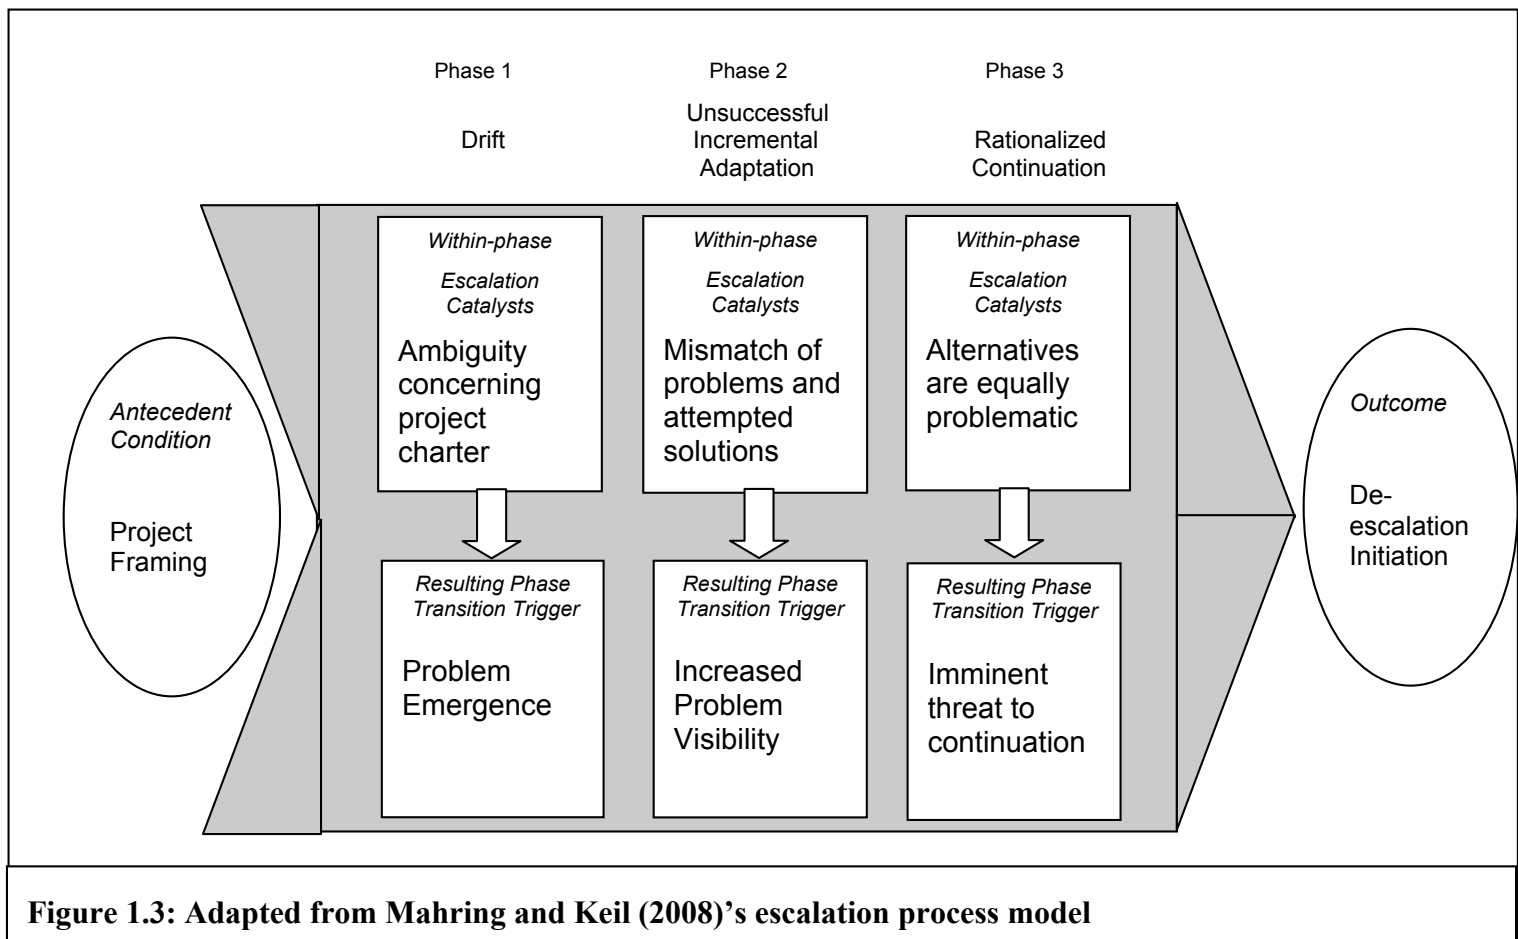 Phase 1
Drift
Phase 2
Unsuccessful
Incremental
Adaptation
Phase 3
Rationalized
Continuation
Antecedent
Condition
Project
Framing
Within-phase
Escalation
Catalysts
Ambiguity
concerning
project
charter
Resulting Phase
Transition Trigger
Problem
Emergence
Within-phase
Escalation
Catalysts
Mismatch of
problems and
attempted
solutions
Resulting Phase
Transition Trigger
Increased
Problem
Visibility
Within-phase
Escalation
Catalysts
Alternatives
are equally
problematic
Resulting Phase
Transition Trigger
Imminent
threat to
continuation
Outcome
De-
escalation
Initiation
Figure 1.3: Adapted from Mahring and Keil (2008)’s escalation process model